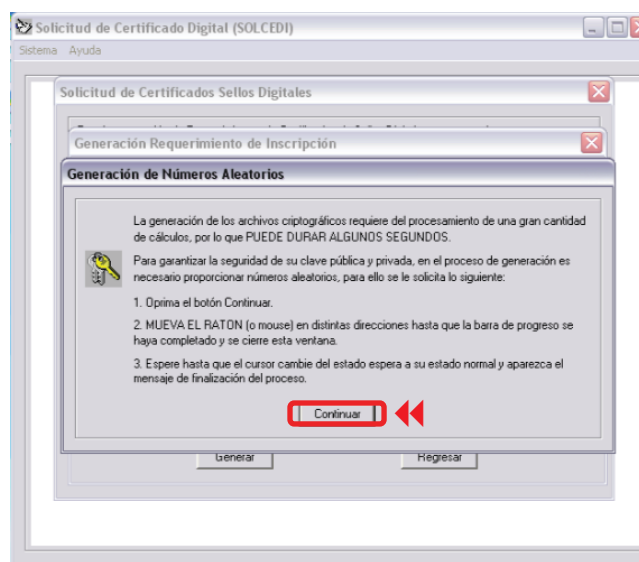 Solicitud de Certificado Digital (SOLCEDI)
Sistema Ayuda
Solicitud de Certificados Sellos Digitales
Generación Requerimiento de Inscripción
Generación de Números Aleatorios
La generación de los archivos criptográficos requiere del procesamiento de una gran cantidad
de cálculos, por lo que PUEDE DURAR ALGUNOS SEGUNDOS.
Para garantizar la seguridad de su clave pública y privada, en el proceso de generación es
necesario proporcionar números aleatorios, para ello se le solicita lo siguiente:
1. Oprima el botón Continuar.
2. MUEVA EL RATON (o mouse) en distintas direcciones hasta que la barra de progreso se
haya completado y se cierre esta ventana.
3. Espere hasta que el cursor cambie del estado espera a su estado normal y aparezca el
mensaje de finalización del proceso.
Continuar
Generar Regresar